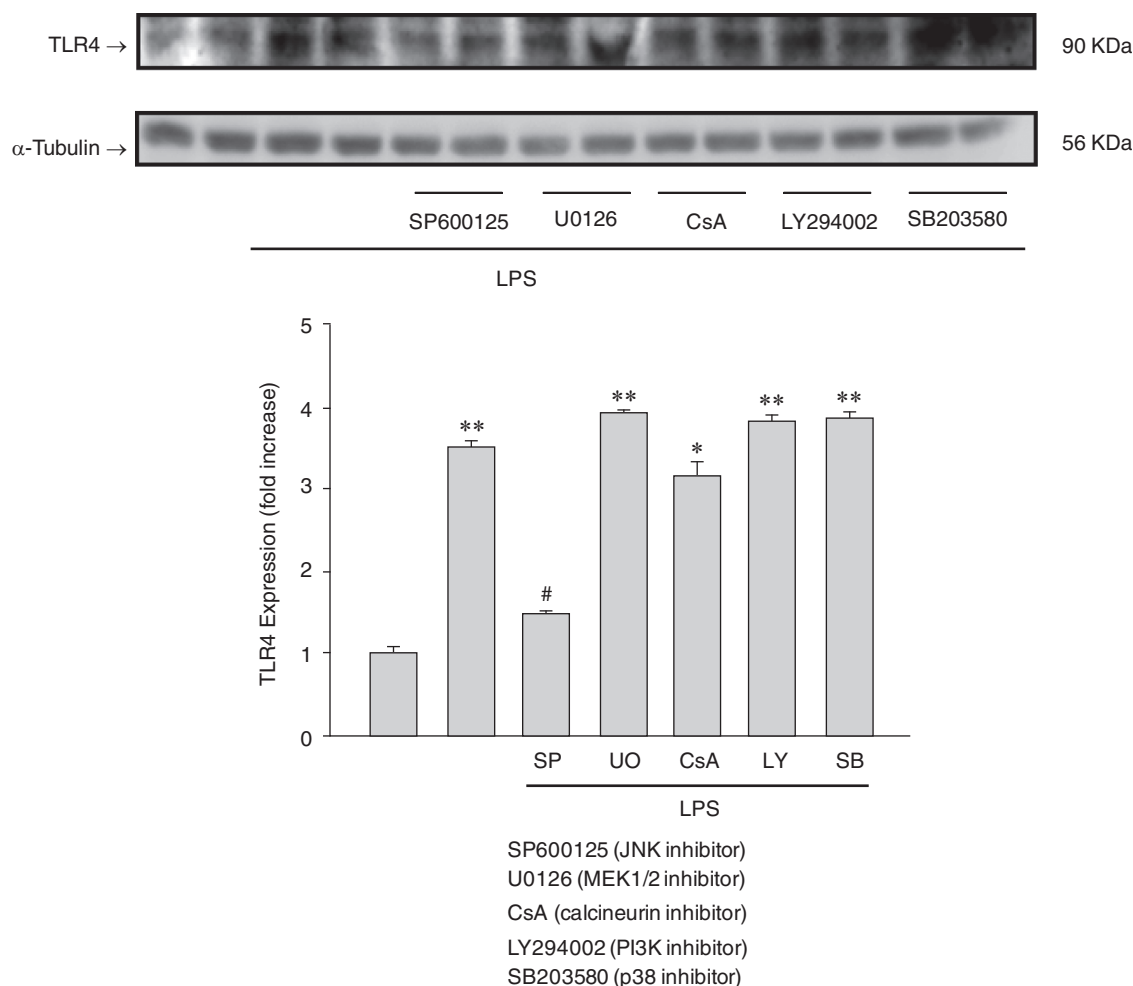 TLR4 → 90 KDa
α-Tubulin → 56 KDa
SP600125 U0126 CsA LY294002 SB203580
LPS
5
4
3
2
1
0
TLR4 Expression (fold increase)
** # ** * ** **
SP UO CsA LY SB
LPS
SP600125 (JNK inhibitor)
U0126 (MEK1/2 inhibitor)
CsA (calcineurin inhibitor)
LY294002 (PI3K inhibitor)
SB203580 (p38 inhibitor)